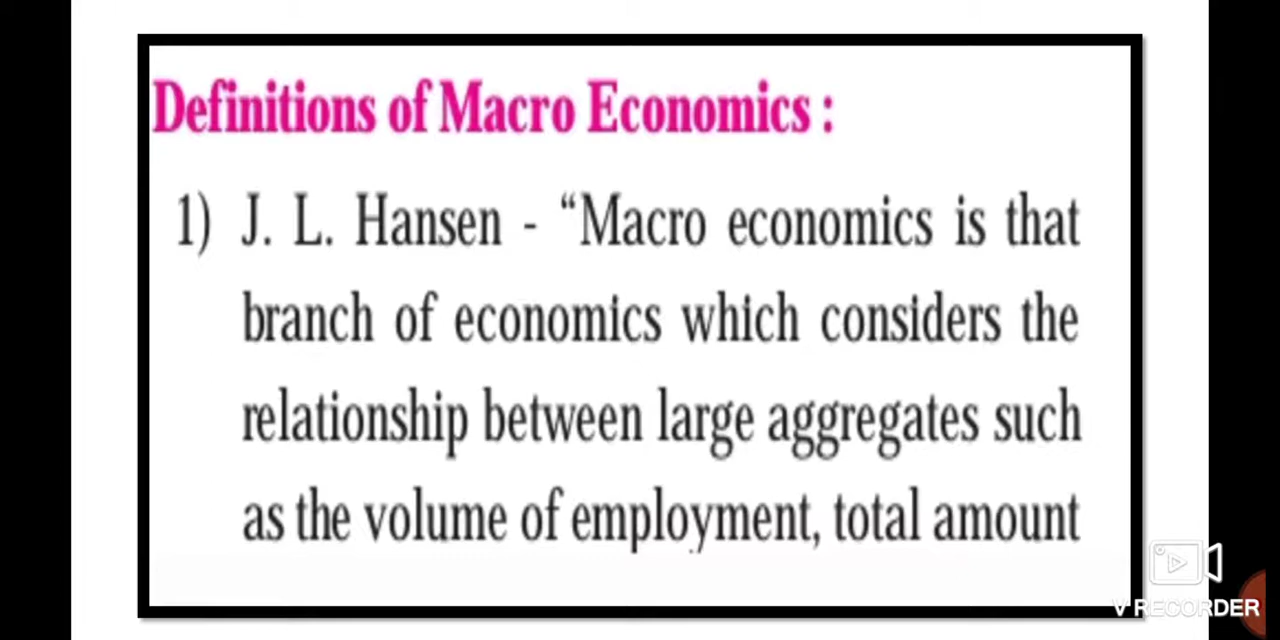 Definitions of Macro Economics :
1) J. L. Hansen - “Macro economics is that
branch of economics which considers the
relationship between large aggregates such
as the volume of employment, total amount
V RECORDER